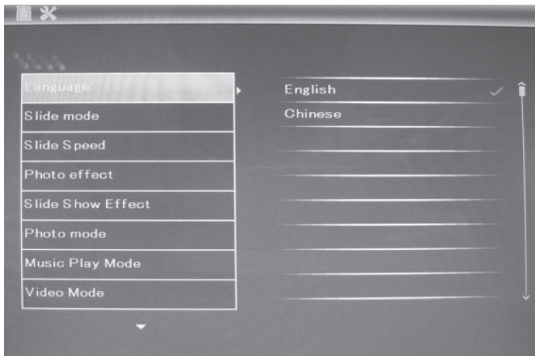 Language
English
Slide mode
Chinese
Slide Speed
Photo effect
Slide Show Effect
Photo mode
Music Play Mode
Video Mode